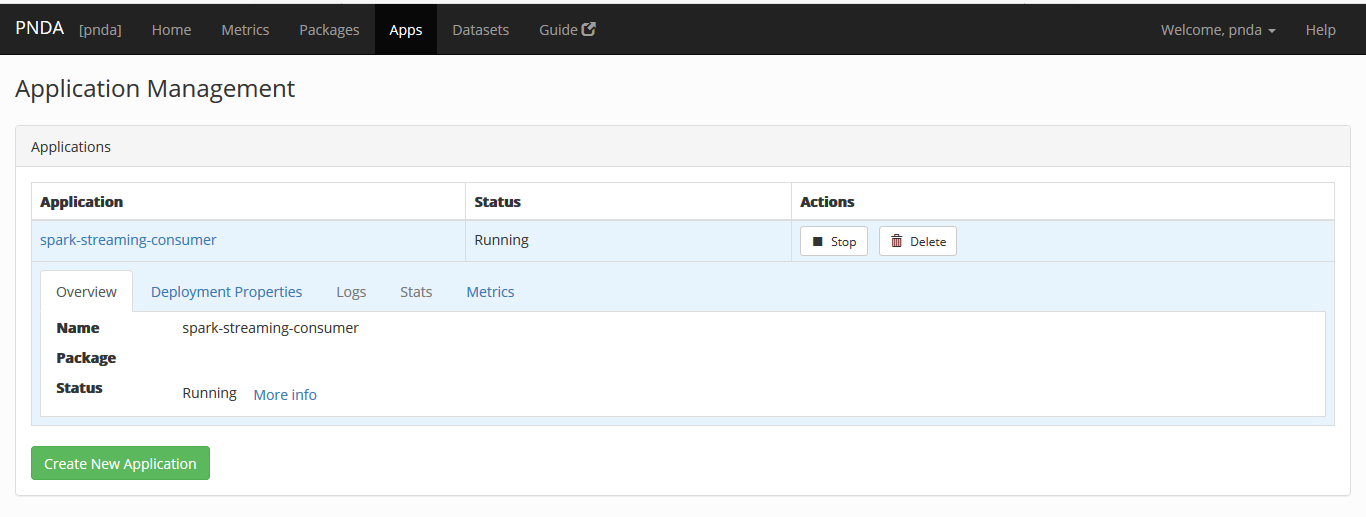 PNDA [pnda] Home Metrics Packages Apps Datasets Guide Welcome, pnda Help
Application Management
Applications
Application Status Actions
spark-streaming-consumer Running Stop Delete
Overview Deployment Properties Logs Stats Metrics
Name spark-streaming-consumer
Package
Status Running More info
Create New Application